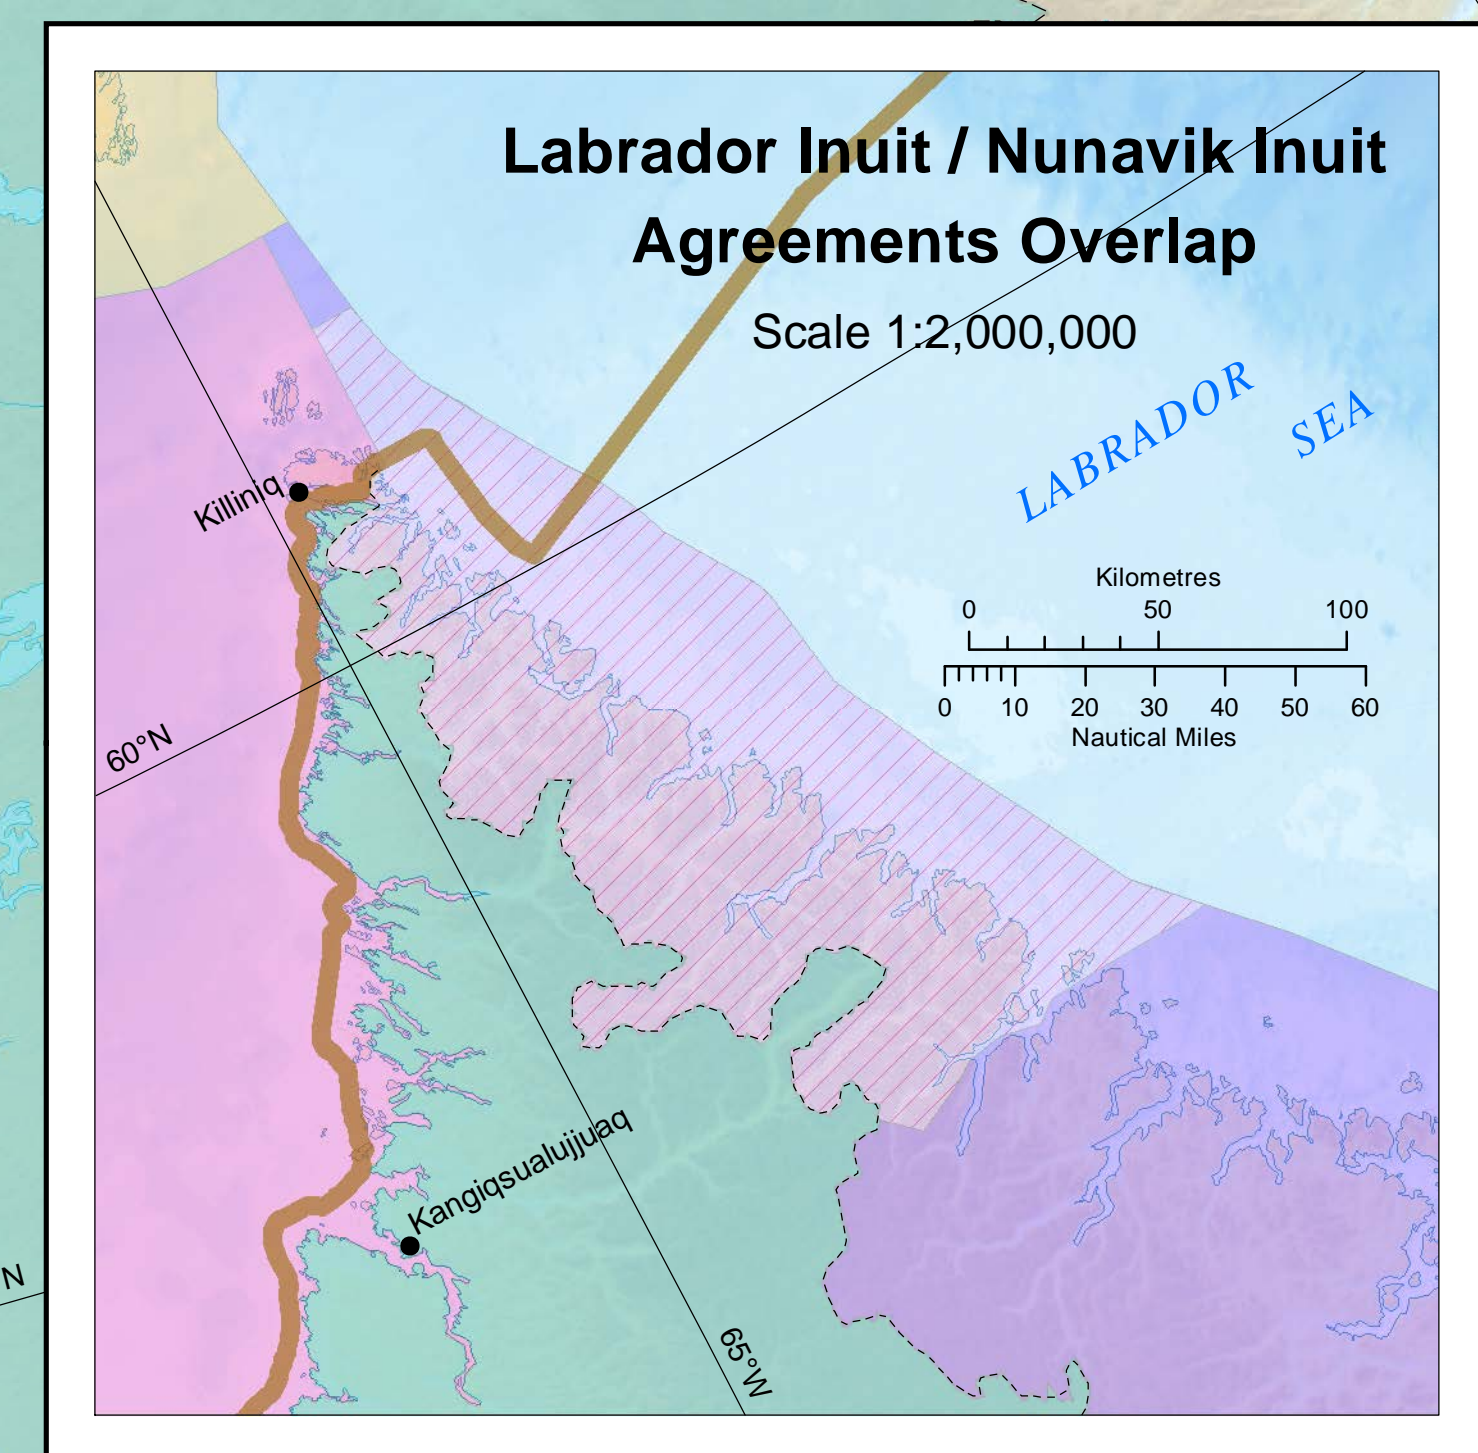 Labrador Inuit / Nunavik Inuit
Agreements Overlap
Scale 1:2,000,000
LABRADOR SEA
Killiniq
Kilometres
0 50 100
0 10 20 30 40 50 60
Nautical Miles
60°N
Kangiqsualujjuaq
65°W
N